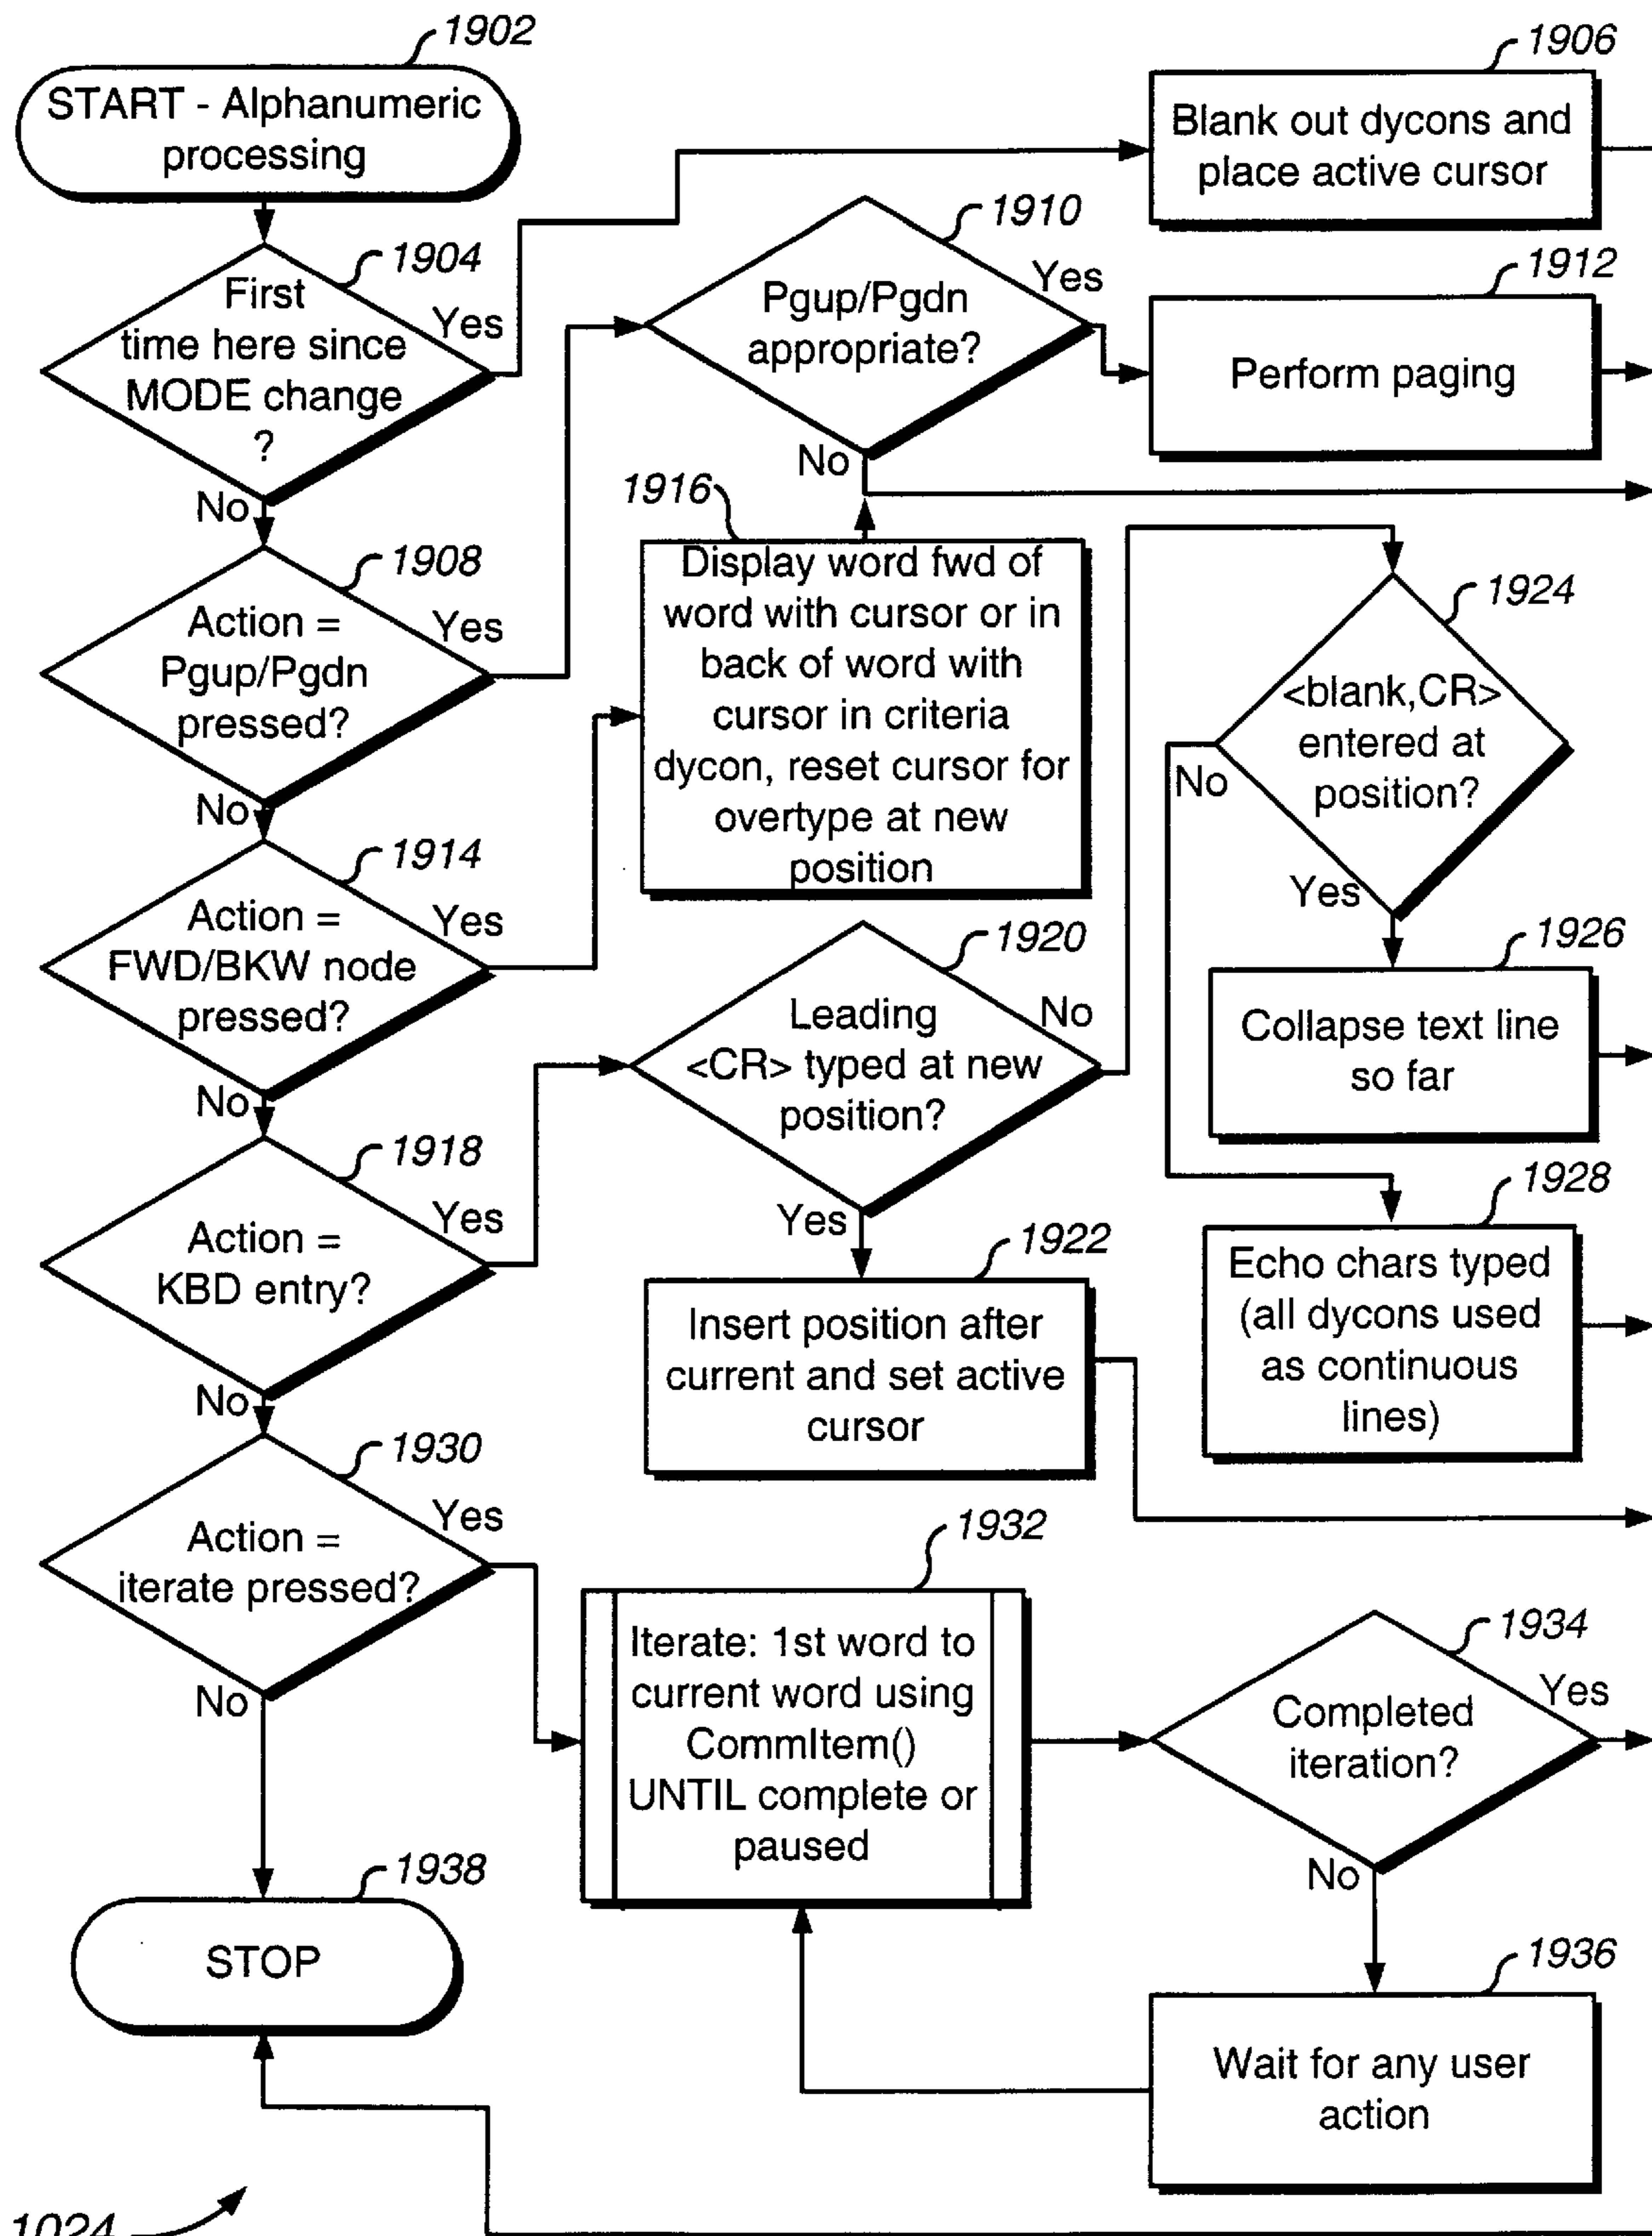 1902
START - Alphanumeric
processing
1904
First
time here since
MODE change
?
Yes
No
1906
Blank out dycons and
place active cursor
1908
Action =
Pgup/Pgdn
pressed?
Yes
No
1910
Pgup/Pgdn
appropriate?
Yes
No
1912
Perform paging
1914
Action =
FWD/BKW node
pressed?
Yes
No
1916
Display word fwd of
word with cursor or in
back of word with
cursor in criteria
dycon, reset cursor for
overtype at new
position
1918
Action =
KBD entry?
Yes
No
1920
Leading
<CR> typed at new
position?
No
Yes
1922
Insert position after
current and set active
cursor
1924
<blank,CR>
entered at
position?
No
Yes
1926
Collapse text line
so far
1928
Echo chars typed
(all dycons used
as continuous
lines)
1930
Action =
iterate pressed?
Yes
No
1932
Iterate: 1st word to
current word using
CommItem()
UNTIL complete or
paused
1934
Completed
iteration?
Yes
No
1936
Wait for any user
action
1938
STOP
1024